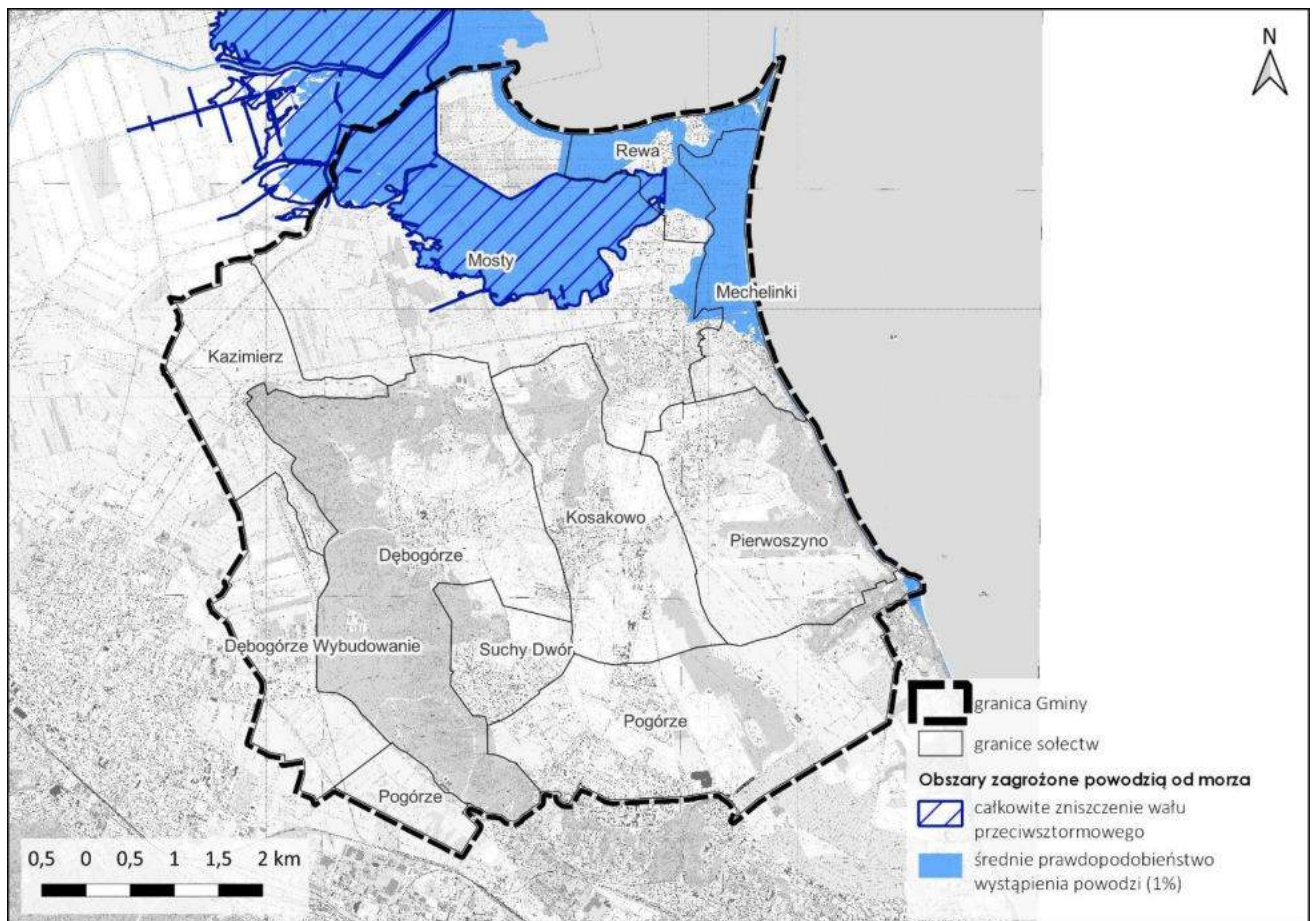 N
Rewa
Mosty
Mechelinki
Kazimierz
Kosakowo
Pierwoszyno
Dębogórze
Dębogórze Wybudowanie
Suchy Dwór
Pogórze
Pogórze
granica Gminy
granice sołectw
Obszary zagrożone powodzią od morza
całkowite zniszczenie wału
przeciwsztormowego
średnie prawdopodobieństwo
wystąpienia powodzi (1%)
0,5 0 0,5 1 1,5 2 km